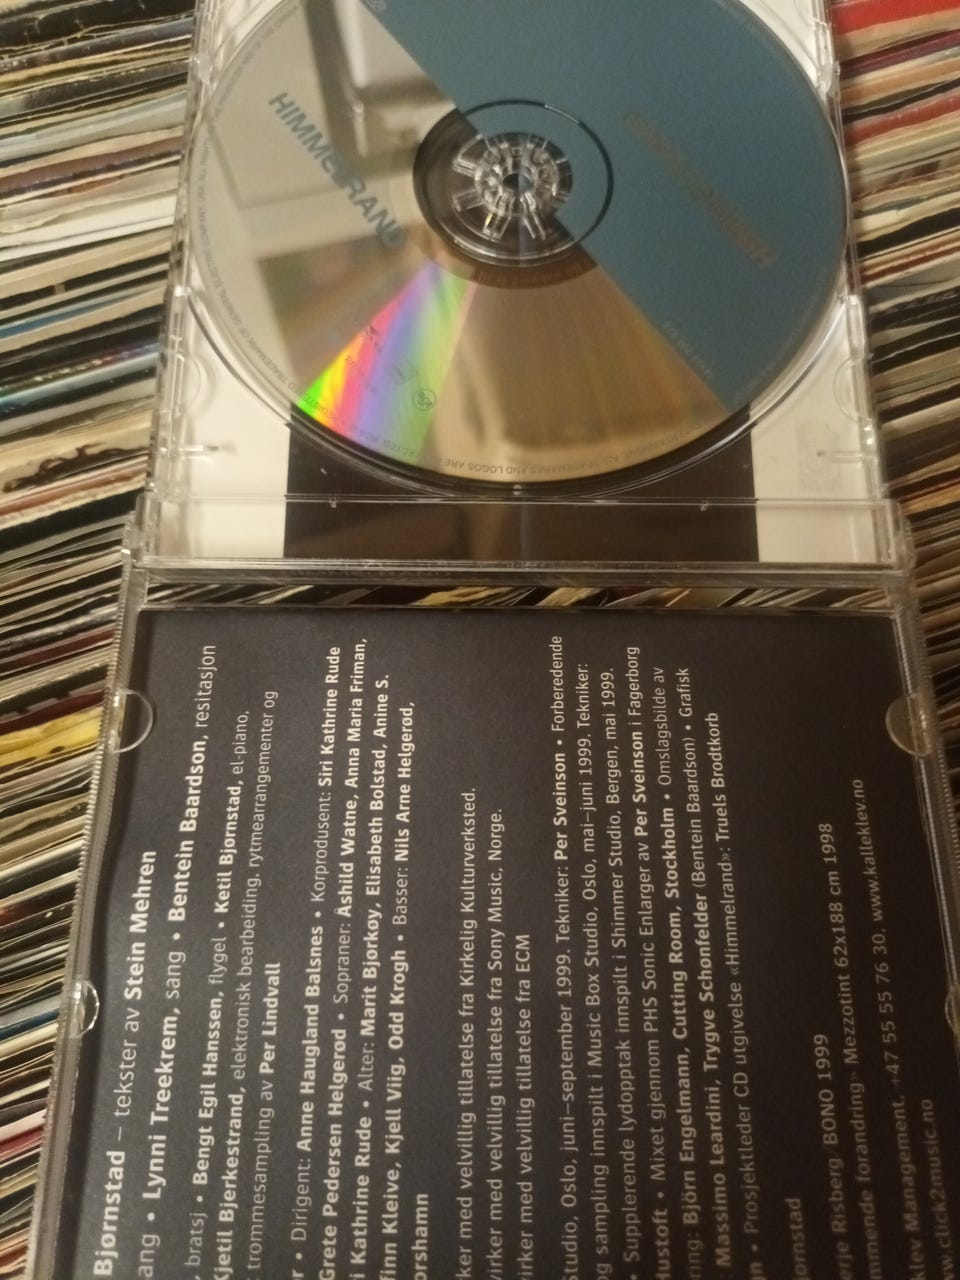 HIMMELRAND
Bjørnstad – tekster av Stein Mehren
ang • Lynni Treekrem, sang • Bentein Baardson, resitasjon
, bratsj • Bengt Egil Hanssen, flygel • Ketil Bjørnstad, el-piano,
Kjetil Bjerkestrand, elektronisk bearbeiding, rytmearrangementer og
t trommesampling av Per Lindvall
r • Dirigent: Anne Haugland Balsnes • Korprodusent: Siri Kathrine Rude
Grete Pedersen Helgerød • Sopraner: Åshild Watne, Anna Maria Friman,
i Kathrine Rude • Alter: Marit Bjørkøy, Elisabeth Bolstad, Anine S.
finn Kleive, Kjell Viig, Odd Krogh • Basser: Nils Arne Helgerød,
orshamn
ker med velvillig tillatelse fra Kirkelig Kulturverksted.
virker med velvillig tillatelse fra Sony Music, Norge.
virker med velvillig tillatelse fra ECM
Studio, Oslo, juni–september 1999. Tekniker: Per Sveinson • Forberedende
og sampling innspilt i Music Box Studio, Oslo, mai–juni 1999. Tekniker:
• Supplerende lydopptak innspilt i Shimmer Studio, Bergen, mai 1999.
Hustoft • Mixet gjennom PHS Sonic Enlarger av Per Sveinson i Fagerborg
ring: Björn Engelmann, Cutting Room, Stockholm • Omslagsbilde av
Massimo Leardini, Trygve Schønfelder (Bentein Baardson) • Grafisk
n • Prosjektleder CD utgivelse «Himmelrand»: Truels Brodtkorb
ørnstad
rje Risberg/BONO 1999
mmende forandring» Mezzotint 62x188 cm 1998
klev Management, +47 55 55 76 30, www.kalleklev.no
w.click2music.no